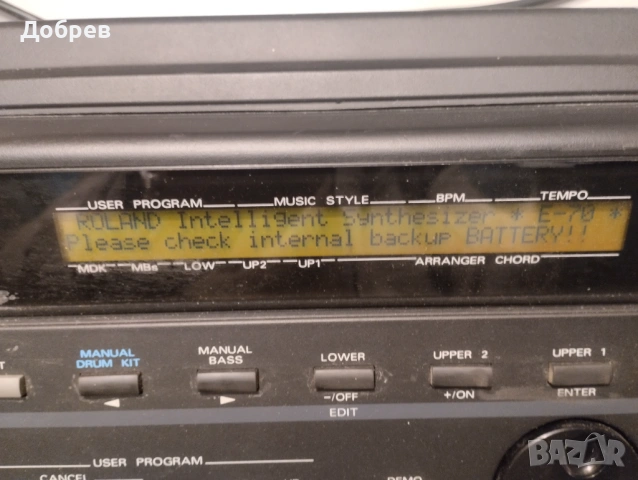 Добрев
USER PROGRAM MUSIC STYLE BPM TEMPO
ROLAND Intelligent Synthesizer * E-70 *
Please check internal backup BATTERY!!
MDK MBs LOW UP2 UP1 ARRANGER CHORD
MANUAL DRUM KIT MANUAL BASS LOWER UPPER 2 UPPER 1
◄ ► –/OFF +/ON ENTER
EDIT
USER PROGRAM
CANCEL DEMO
BAZAR